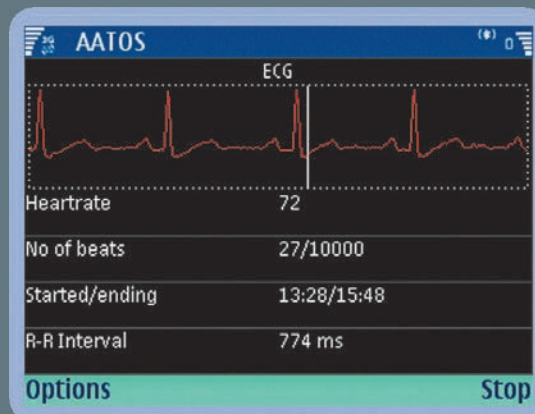 3G
AATOS
ECG
Heartrate 72
No of beats 27/10000
Started/ending 13:28/15:48
R-R Interval 774 ms
Options Stop